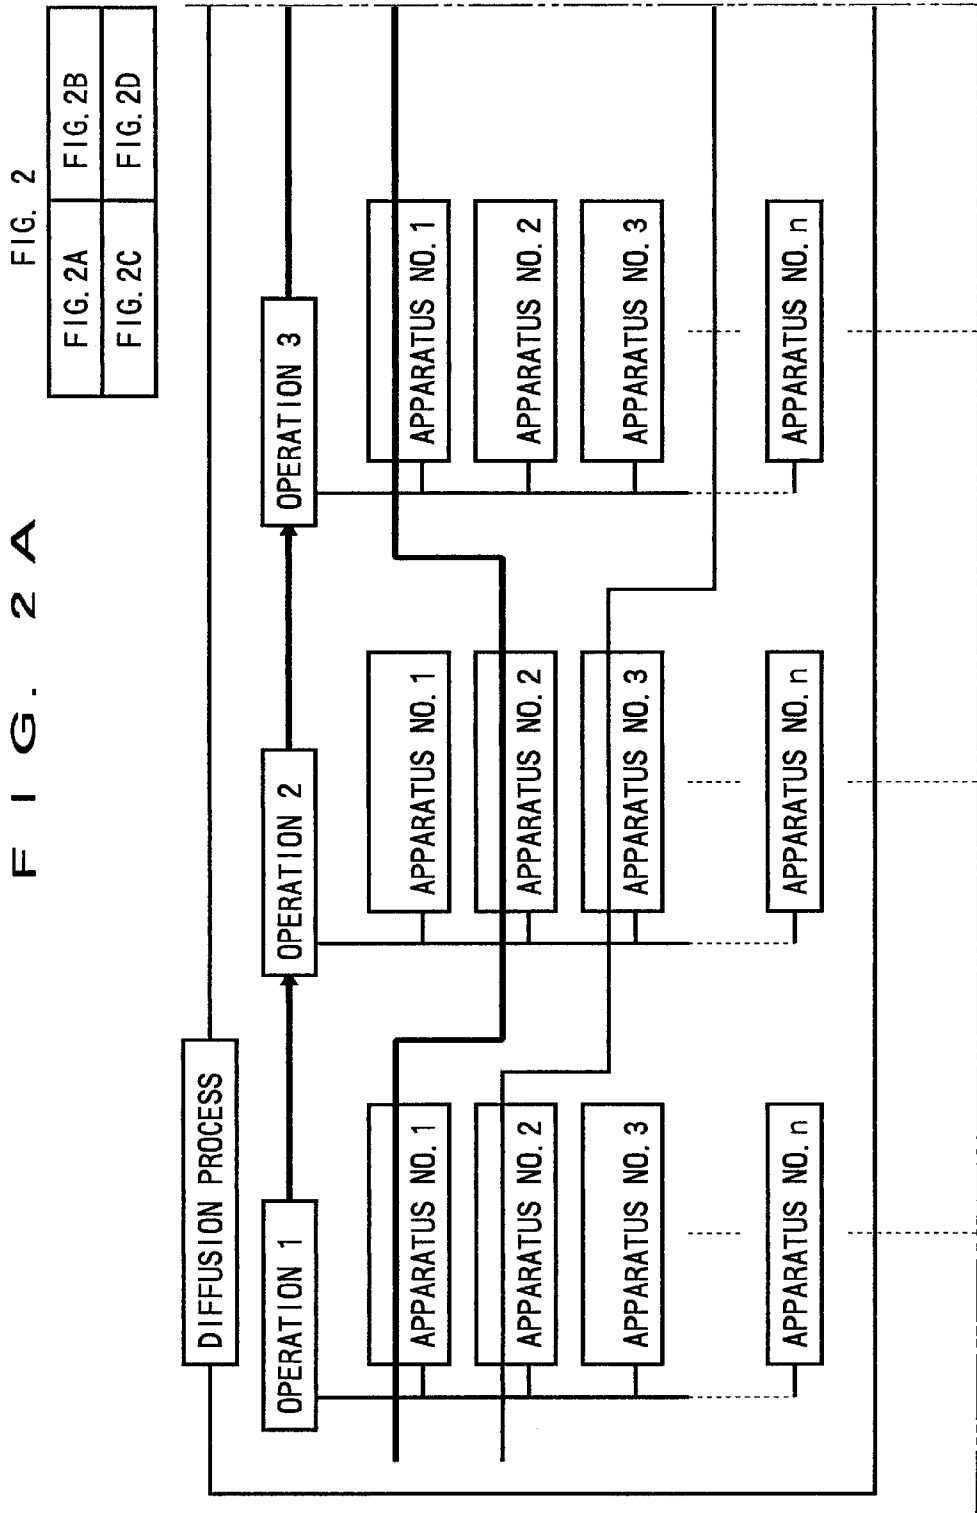 FIG. 2
FIG. 2A FIG. 2B
FIG. 2C FIG. 2D
FIG. 2A
DIFFUSION PROCESS
OPERATION 1
OPERATION 2
OPERATION 3
APPARATUS NO. 1
APPARATUS NO. 1
APPARATUS NO. 1
APPARATUS NO. 2
APPARATUS NO. 2
APPARATUS NO. 2
APPARATUS NO. 3
APPARATUS NO. 3
APPARATUS NO. 3
APPARATUS NO. n
APPARATUS NO. n
APPARATUS NO. n